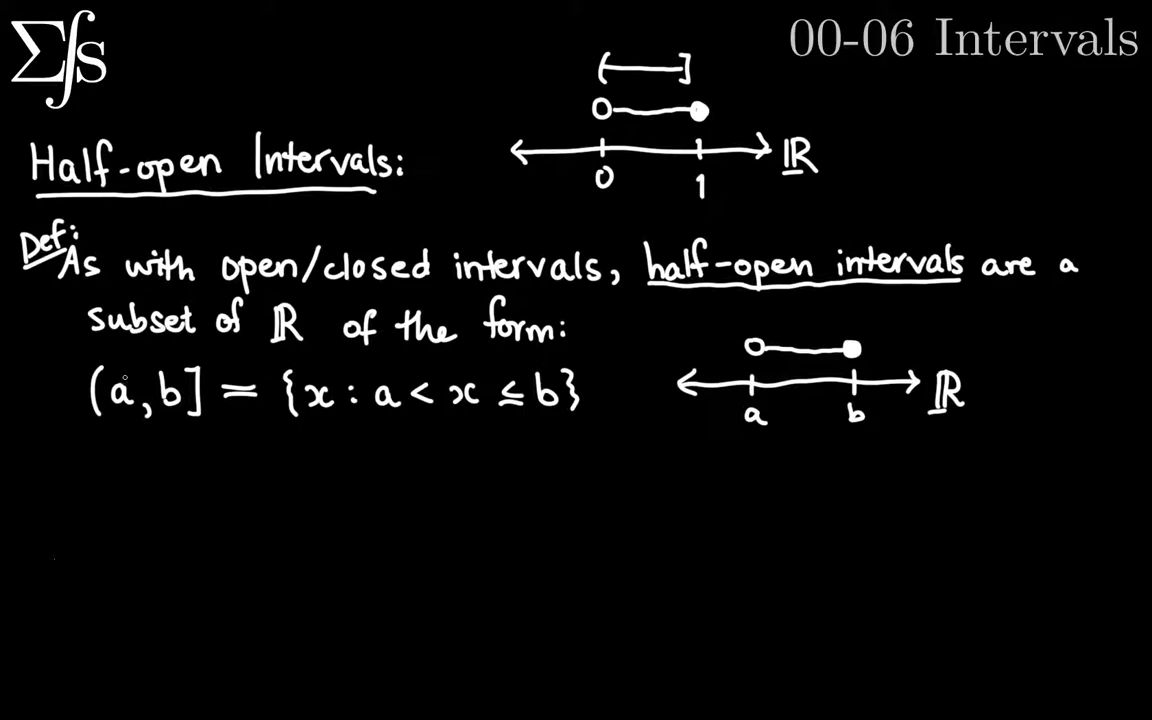 Σ∫s
00-06 Intervals
( ]
Half-open Intervals:
ℝ
0 1
Def:
As with open/closed intervals, half-open intervals are a
subset of ℝ of the form:
(a,b] = {x : a < x ≤ b}
ℝ
a b